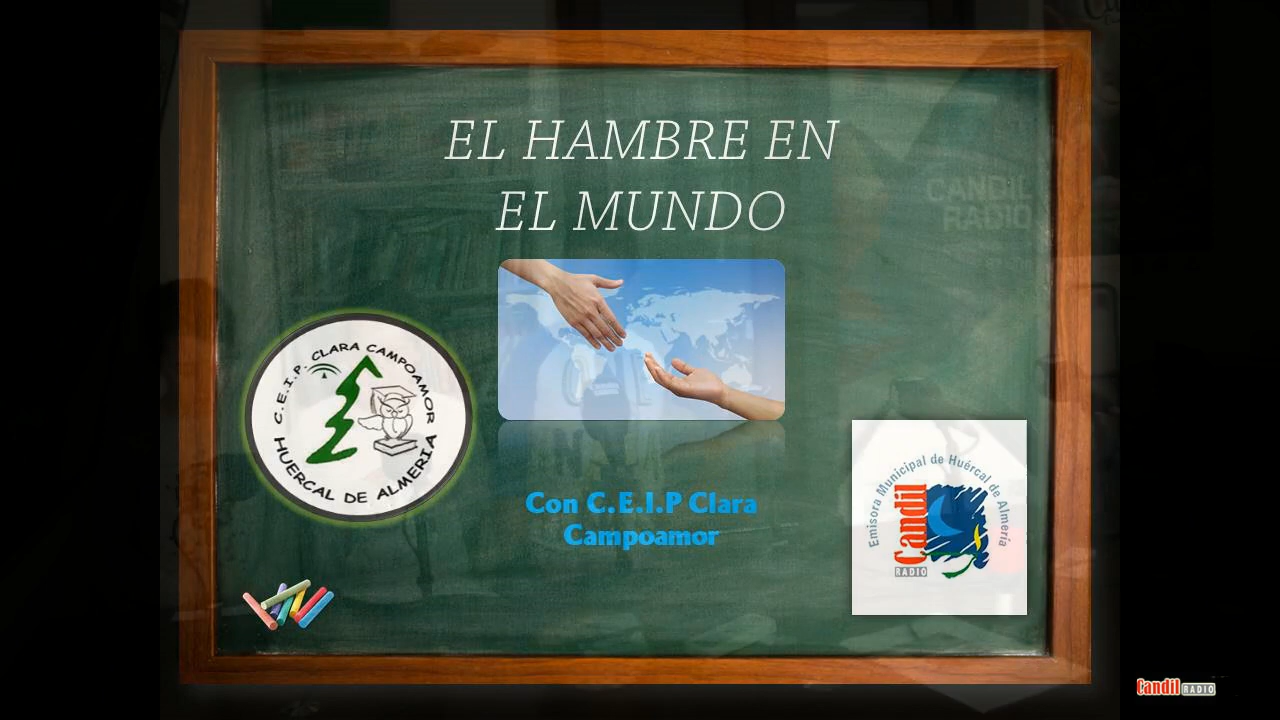 EL HAMBRE EN
EL MUNDO
CANDIL
RADIO
C.E.I.P. CLARA CAMPOAMOR
HUERCAL DE ALMERIA
Con C.E.I.P Clara
Campoamor
Emisora Municipal de Huércal de Almería
Candil
RADIO
Candil RADIO